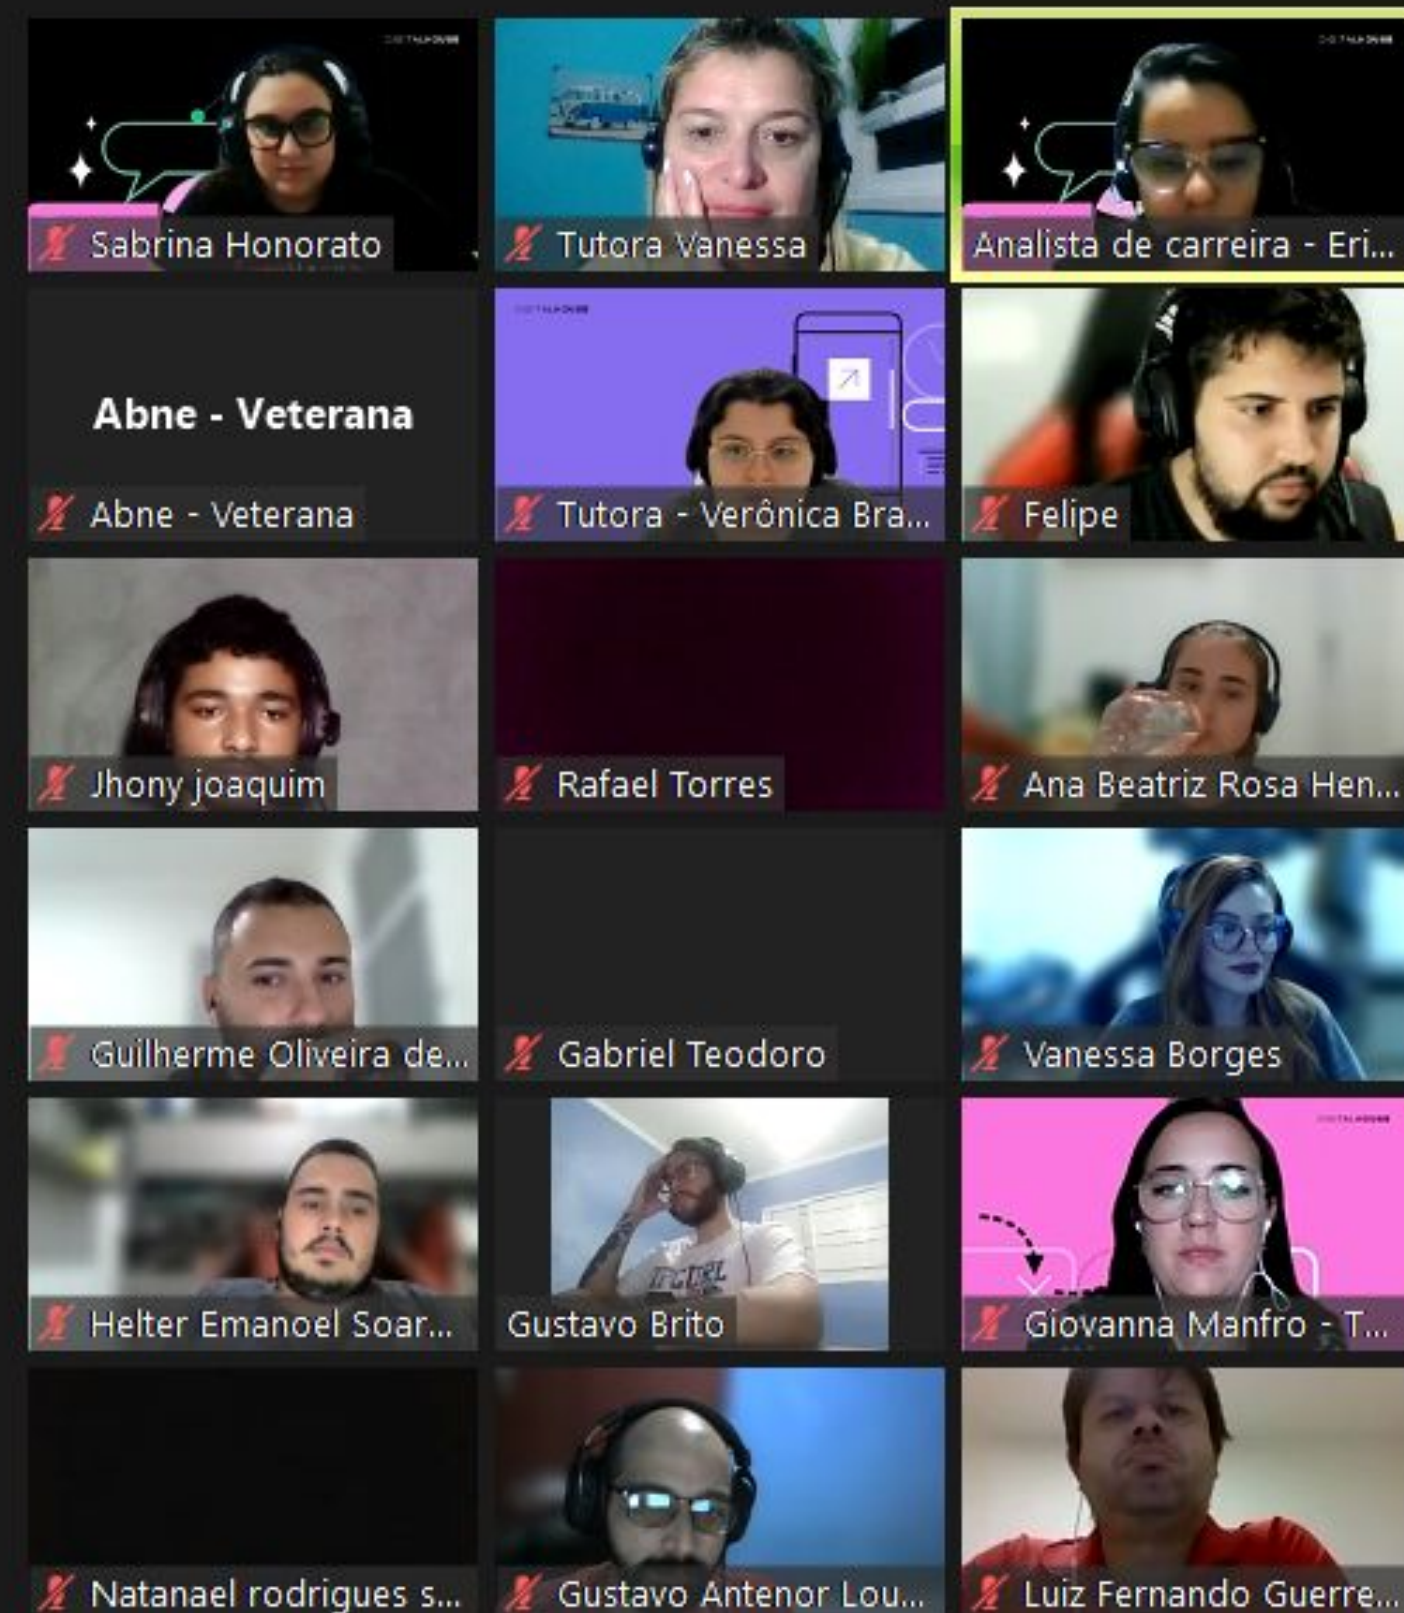 Sabrina Honorato
Tutora Vanessa
Analista de carreira - Eri...
Abne - Veterana
Abne - Veterana
Tutora - Verônica Bra...
Felipe
Jhony joaquim
Rafael Torres
Ana Beatriz Rosa Hen...
Guilherme Oliveira de...
Gabriel Teodoro
Vanessa Borges
Helter Emanoel Soar...
Gustavo Brito
Giovanna Manfro - T...
Natanael rodrigues s...
Gustavo Antenor Lou...
Luiz Fernando Guerre...